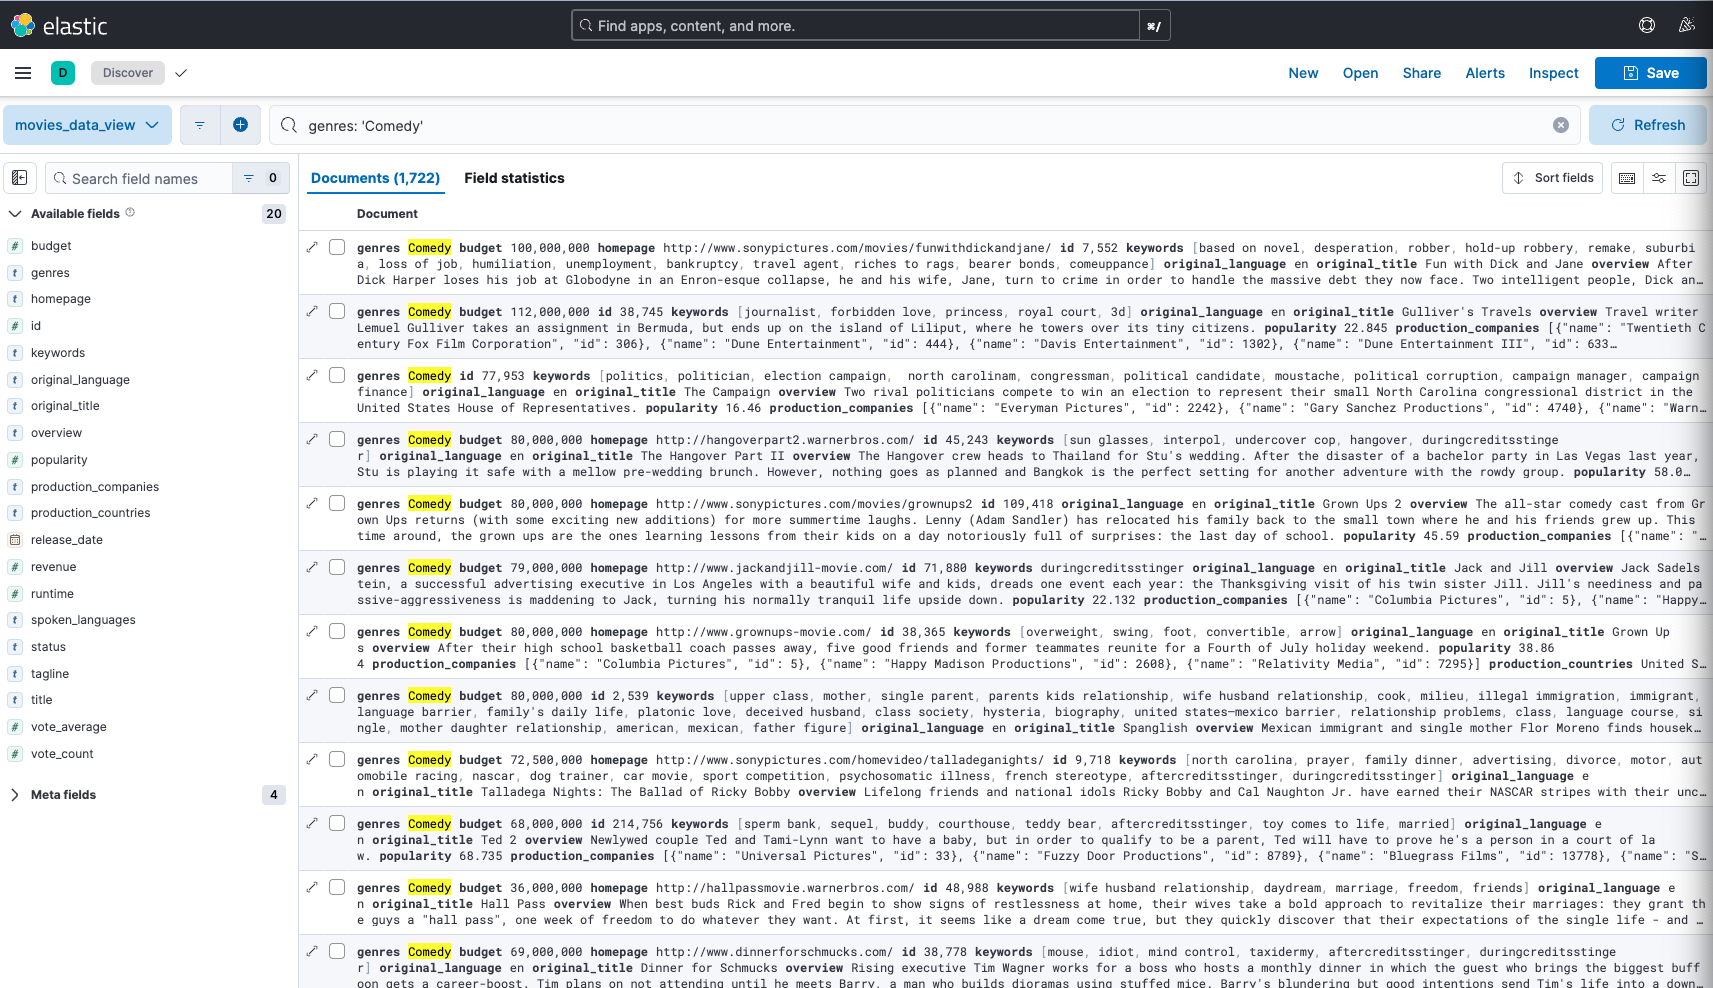 elastic
Find apps, content, and more.
⌘/
D
Discover
New
Open
Share
Alerts
Inspect
Save
movies_data_view
genres: 'Comedy'
Refresh
Search field names
0
Documents (1,722)
Field statistics
Sort fields
Available fields
20
budget
genres
homepage
id
keywords
original_language
original_title
overview
popularity
production_companies
production_countries
release_date
revenue
runtime
spoken_languages
status
tagline
title
vote_average
vote_count
Meta fields
4
Document
genres Comedy budget 100,000,000 homepage http://www.sonypictures.com/movies/funwithdickandjane/ id 7,552 keywords [based on novel, desperation, robber, hold-up robbery, remake, suburbi
a, loss of job, humiliation, unemployment, bankruptcy, travel agent, riches to rags, bearer bonds, comeuppance] original_language en original_title Fun with Dick and Jane overview After
Dick Harper loses his job at Globodyne in an Enron-esque collapse, he and his wife, Jane, turn to crime in order to handle the massive debt they now face. Two intelligent people, Dick an…
genres Comedy budget 112,000,000 id 38,745 keywords [journalist, forbidden love, princess, royal court, 3d] original_language en original_title Gulliver's Travels overview Travel writer
Lemuel Gulliver takes an assignment in Bermuda, but ends up on the island of Liliput, where he towers over its tiny citizens. popularity 22.845 production_companies [{"name": "Twentieth C
entury Fox Film Corporation", "id": 306}, {"name": "Dune Entertainment", "id": 444}, {"name": "Davis Entertainment", "id": 1302}, {"name": "Dune Entertainment III", "id": 633…
genres Comedy id 77,953 keywords [politics, politician, election campaign,  north carolinam, congressman, political candidate, moustache, political corruption, campaign manager, campaign
finance] original_language en original_title The Campaign overview Two rival politicians compete to win an election to represent their small North Carolina congressional district in the
United States House of Representatives. popularity 16.46 production_companies [{"name": "Everyman Pictures", "id": 2242}, {"name": "Gary Sanchez Productions", "id": 4740}, {"name": "Warn…
genres Comedy budget 80,000,000 homepage http://hangoverpart2.warnerbros.com/ id 45,243 keywords [sun glasses, interpol, undercover cop, hangover, duringcreditsstinge
r] original_language en original_title The Hangover Part II overview The Hangover crew heads to Thailand for Stu's wedding. After the disaster of a bachelor party in Las Vegas last year,
Stu is playing it safe with a mellow pre-wedding brunch. However, nothing goes as planned and Bangkok is the perfect setting for another adventure with the rowdy group. popularity 58.0…
genres Comedy budget 80,000,000 homepage http://www.sonypictures.com/movies/grownups2 id 109,418 original_language en original_title Grown Ups 2 overview The all-star comedy cast from Gr
own Ups returns (with some exciting new additions) for more summertime laughs. Lenny (Adam Sandler) has relocated his family back to the small town where he and his friends grew up. This
time around, the grown ups are the ones learning lessons from their kids on a day notoriously full of surprises: the last day of school. popularity 45.59 production_companies [{"name": "…
genres Comedy budget 79,000,000 homepage http://www.jackandjill-movie.com/ id 71,880 keywords duringcreditsstinger original_language en original_title Jack and Jill overview Jack Sadels
tein, a successful advertising executive in Los Angeles with a beautiful wife and kids, dreads one event each year: the Thanksgiving visit of his twin sister Jill. Jill's neediness and pa
ssive-aggressiveness is maddening to Jack, turning his normally tranquil life upside down. popularity 22.132 production_companies [{"name": "Columbia Pictures", "id": 5}, {"name": "Happy…
genres Comedy budget 80,000,000 homepage http://www.grownups-movie.com/ id 38,365 keywords [overweight, swing, foot, convertible, arrow] original_language en original_title Grown Up
s overview After their high school basketball coach passes away, five good friends and former teammates reunite for a Fourth of July holiday weekend. popularity 38.86
4 production_companies [{"name": "Columbia Pictures", "id": 5}, {"name": "Happy Madison Productions", "id": 2608}, {"name": "Relativity Media", "id": 7295}] production_countries United S…
genres Comedy budget 80,000,000 id 2,539 keywords [upper class, mother, single parent, parents kids relationship, wife husband relationship, cook, milieu, illegal immigration, immigrant,
language barrier, family's daily life, platonic love, deceived husband, class society, hysteria, biography, united states–mexico barrier, relationship problems, class, language course, si
ngle, mother daughter relationship, american, mexican, father figure] original_language en original_title Spanglish overview Mexican immigrant and single mother Flor Moreno finds housek…
genres Comedy budget 72,500,000 homepage http://www.sonypictures.com/homevideo/talladeganights/ id 9,718 keywords [north carolina, prayer, family dinner, advertising, divorce, motor, aut
omobile racing, nascar, dog trainer, car movie, sport competition, psychosomatic illness, french stereotype, aftercreditsstinger, duringcreditsstinger] original_language e
n original_title Talladega Nights: The Ballad of Ricky Bobby overview Lifelong friends and national idols Ricky Bobby and Cal Naughton Jr. have earned their NASCAR stripes with their unc…
genres Comedy budget 68,000,000 id 214,756 keywords [sperm bank, sequel, buddy, courthouse, teddy bear, aftercreditsstinger, toy comes to life, married] original_language e
n original_title Ted 2 overview Newlywed couple Ted and Tami-Lynn want to have a baby, but in order to qualify to be a parent, Ted will have to prove he's a person in a court of la
w. popularity 68.735 production_companies [{"name": "Universal Pictures", "id": 33}, {"name": "Fuzzy Door Productions", "id": 8789}, {"name": "Bluegrass Films", "id": 13778}, {"name": "S…
genres Comedy budget 36,000,000 homepage http://hallpassmovie.warnerbros.com/ id 48,988 keywords [wife husband relationship, daydream, marriage, freedom, friends] original_language e
n original_title Hall Pass overview When best buds Rick and Fred begin to show signs of restlessness at home, their wives take a bold approach to revitalize their marriages: they grant th
e guys a "hall pass", one week of freedom to do whatever they want. At first, it seems like a dream come true, but they quickly discover that their expectations of the single life - and …
genres Comedy budget 69,000,000 homepage http://www.dinnerforschmucks.com/ id 38,778 keywords [mouse, idiot, mind control, taxidermy, aftercreditsstinger, duringcreditsstinge
r] original_language en original_title Dinner for Schmucks overview Rising executive Tim Wagner works for a boss who hosts a monthly dinner in which the guest who brings the biggest buff
oon gets a career-boost. Tim plans on not attending until he meets Barry, a man who builds dioramas using stuffed mice. Barry's blundering but good intentions send Tim's life into a down…